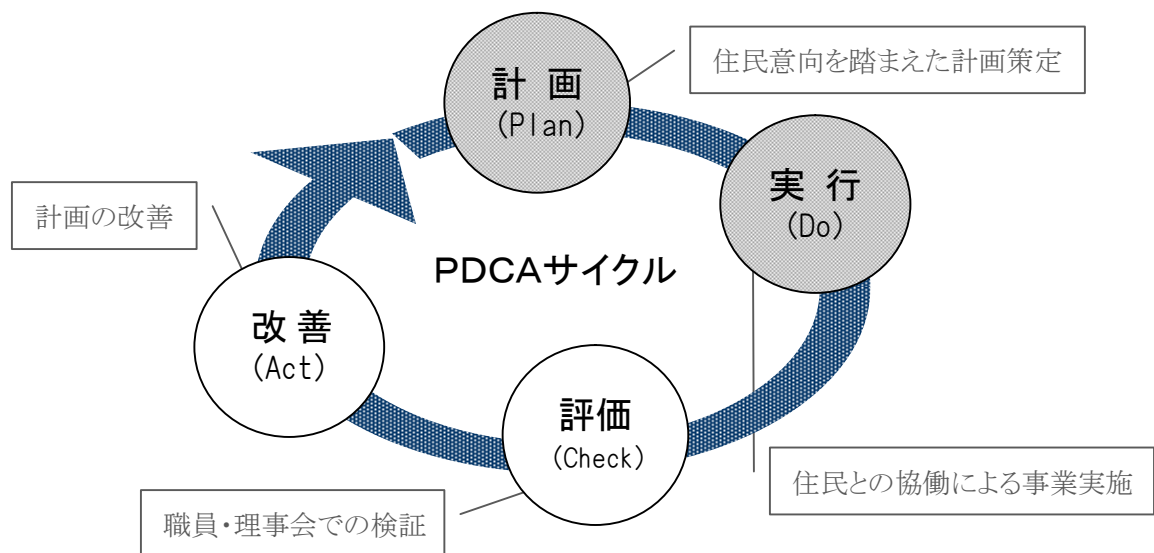 計 画
(Plan)
住民意向を踏まえた計画策定
実 行
(Do)
計画の改善
PDCAサイクル
改 善
(Act)
評価
(Check)
住民との協働による事業実施
職員・理事会での検証